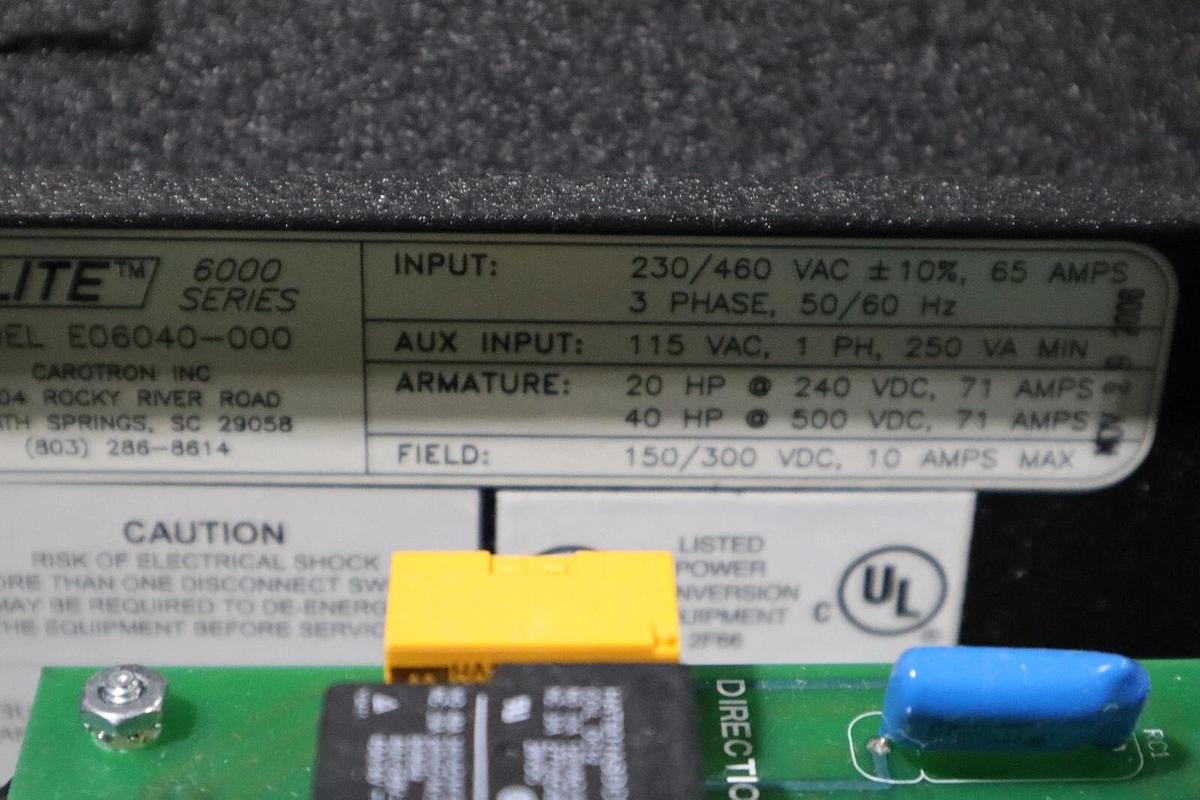 LITE™ 6000 SERIES
EL E06040-000
CAROTRON INC
04 ROCKY RIVER ROAD
TH SPRINGS, SC 29058
(803) 286-8614
INPUT: 230/460 VAC ±10%, 65 AMPS
3 PHASE, 50/60 Hz
AUX INPUT: 115 VAC, 1 PH, 250 VA MIN
ARMATURE: 20 HP @ 240 VDC, 71 AMPS
40 HP @ 500 VDC, 71 AMPS
FIELD: 150/300 VDC, 10 AMPS MAX
CAUTION
RISK OF ELECTRICAL SHOCK
ORE THAN ONE DISCONNECT SW
MAY BE REQUIRED TO DE-ENERG
HE EQUIPMENT BEFORE SERVIC
LISTED
POWER
NVERSION
UIPMENT
2F66
C UL ®
DIRECTIO
RC1